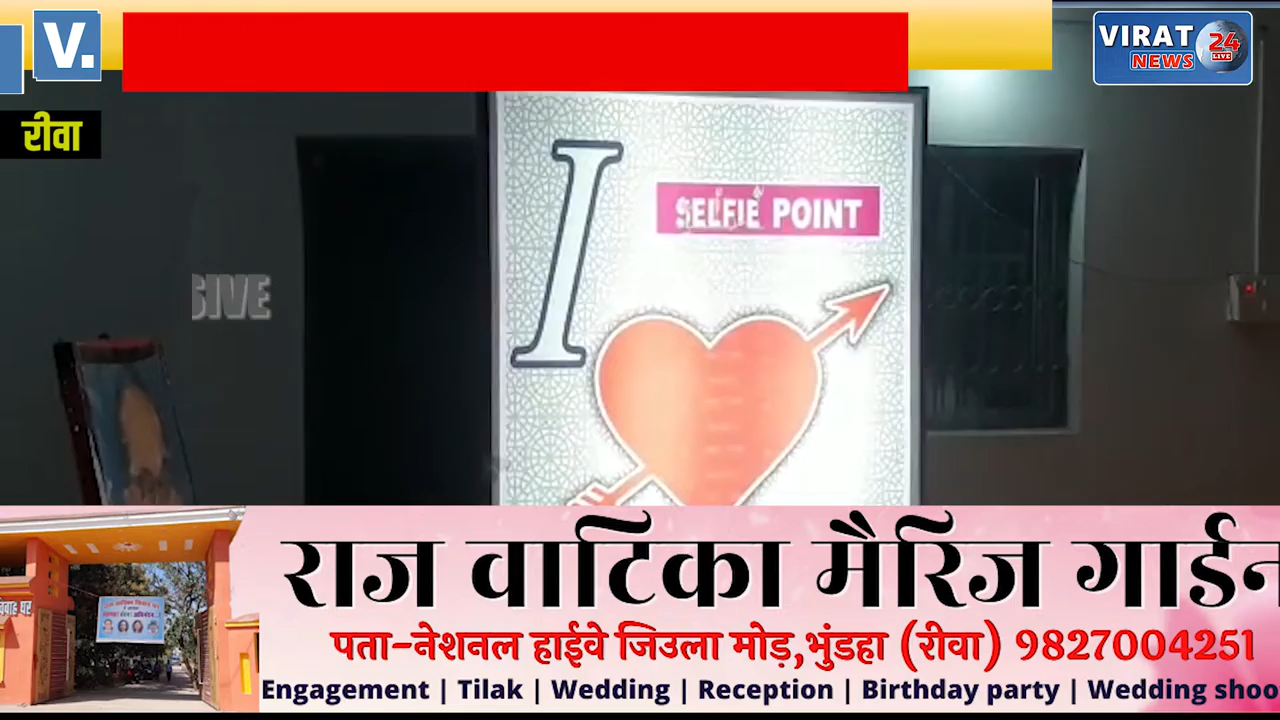 V.
VIRAT
NEWS
24
LIVE
रीवा
I
SELFIE POINT
SIVE
राज वाटिका मैरिज गार्डन
पता-नेशनल हाईवे जिउला मोड़,भुंडहा (रीवा) 9827004251
Engagement | Tilak | Wedding | Reception | Birthday party | Wedding shoo